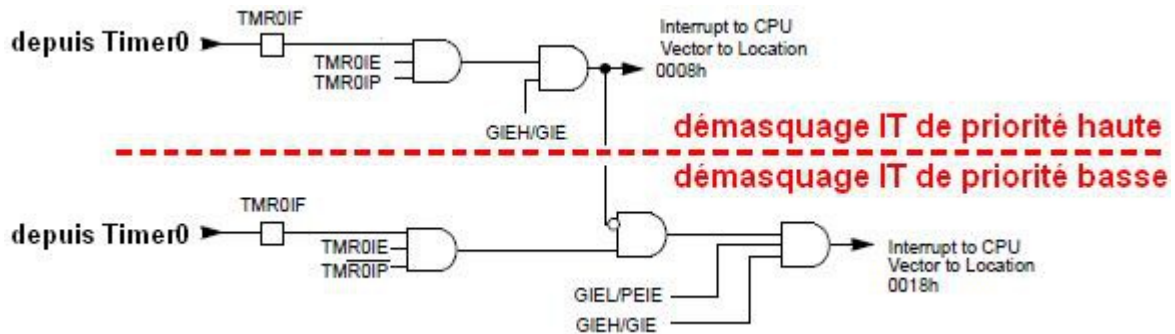 TMR0IF
depuis Timer0
TMR0IE
TMR0IP
GIEH/GIE
Interrupt to CPU
Vector to Location
0008h
démasquage IT de priorité haute
démasquage IT de priorité basse
TMR0IF
depuis Timer0
TMR0IE
TMR0IP
GIEL/PEIE
GIEH/GIE
Interrupt to CPU
Vector to Location
0018h